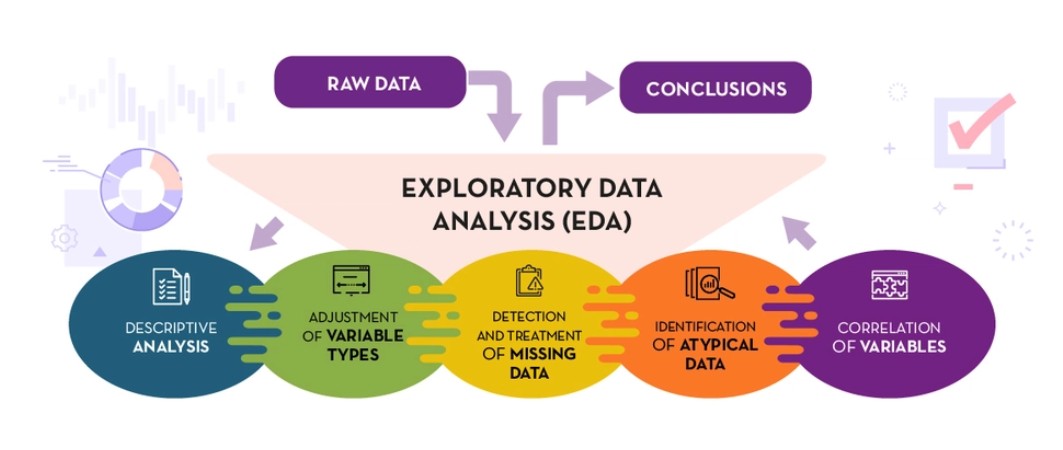 RAW DATA
CONCLUSIONS
EXPLORATORY DATA
ANALYSIS (EDA)
DESCRIPTIVE
ANALYSIS
ADJUSTMENT
OF VARIABLE
TYPES
DETECTION
AND TREATMENT
OF MISSING
DATA
IDENTIFICATION
OF ATYPICAL
DATA
CORRELATION
OF VARIABLES